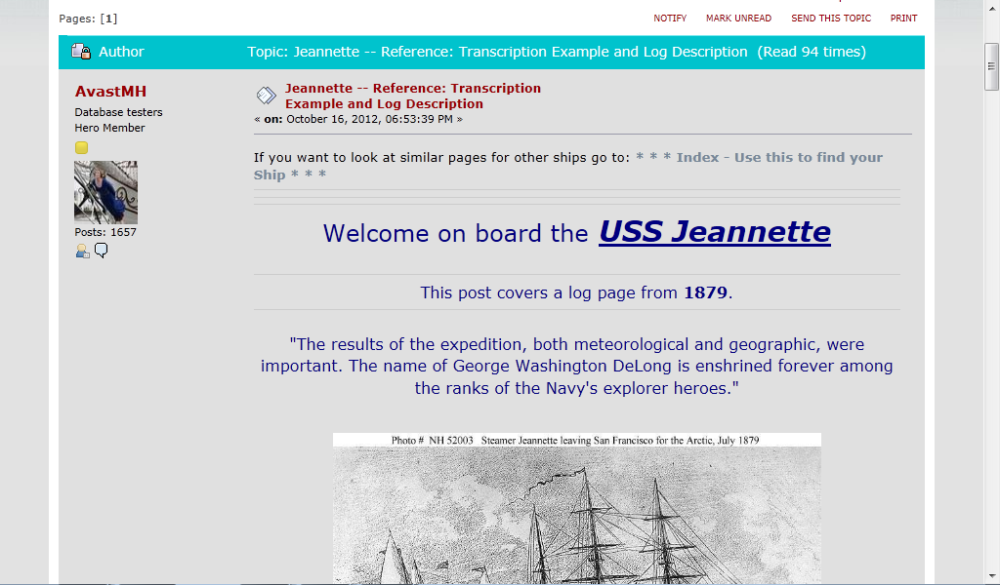 Pages: [1]
NOTIFY MARK UNREAD SEND THIS TOPIC PRINT
Author Topic: Jeannette -- Reference: Transcription Example and Log Description (Read 94 times)
AvastMH
Database testers
Hero Member
Posts: 1657
Jeannette -- Reference: Transcription
Example and Log Description
« on: October 16, 2012, 06:53:39 PM »
If you want to look at similar pages for other ships go to: * * * Index - Use this to find your
Ship * * *
Welcome on board the USS Jeannette
This post covers a log page from 1879.
"The results of the expedition, both meteorological and geographic, were
important. The name of George Washington DeLong is enshrined forever among
the ranks of the Navy's explorer heroes."
Photo # NH 52003 Steamer Jeannette leaving San Francisco for the Arctic, July 1879